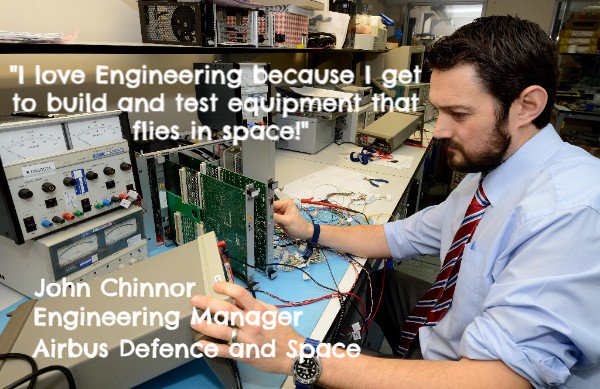 "I love Engineering because I get
to build and test equipment that
flies in space!"
John Chinnor
Engineering Manager
Airbus Defence and Space